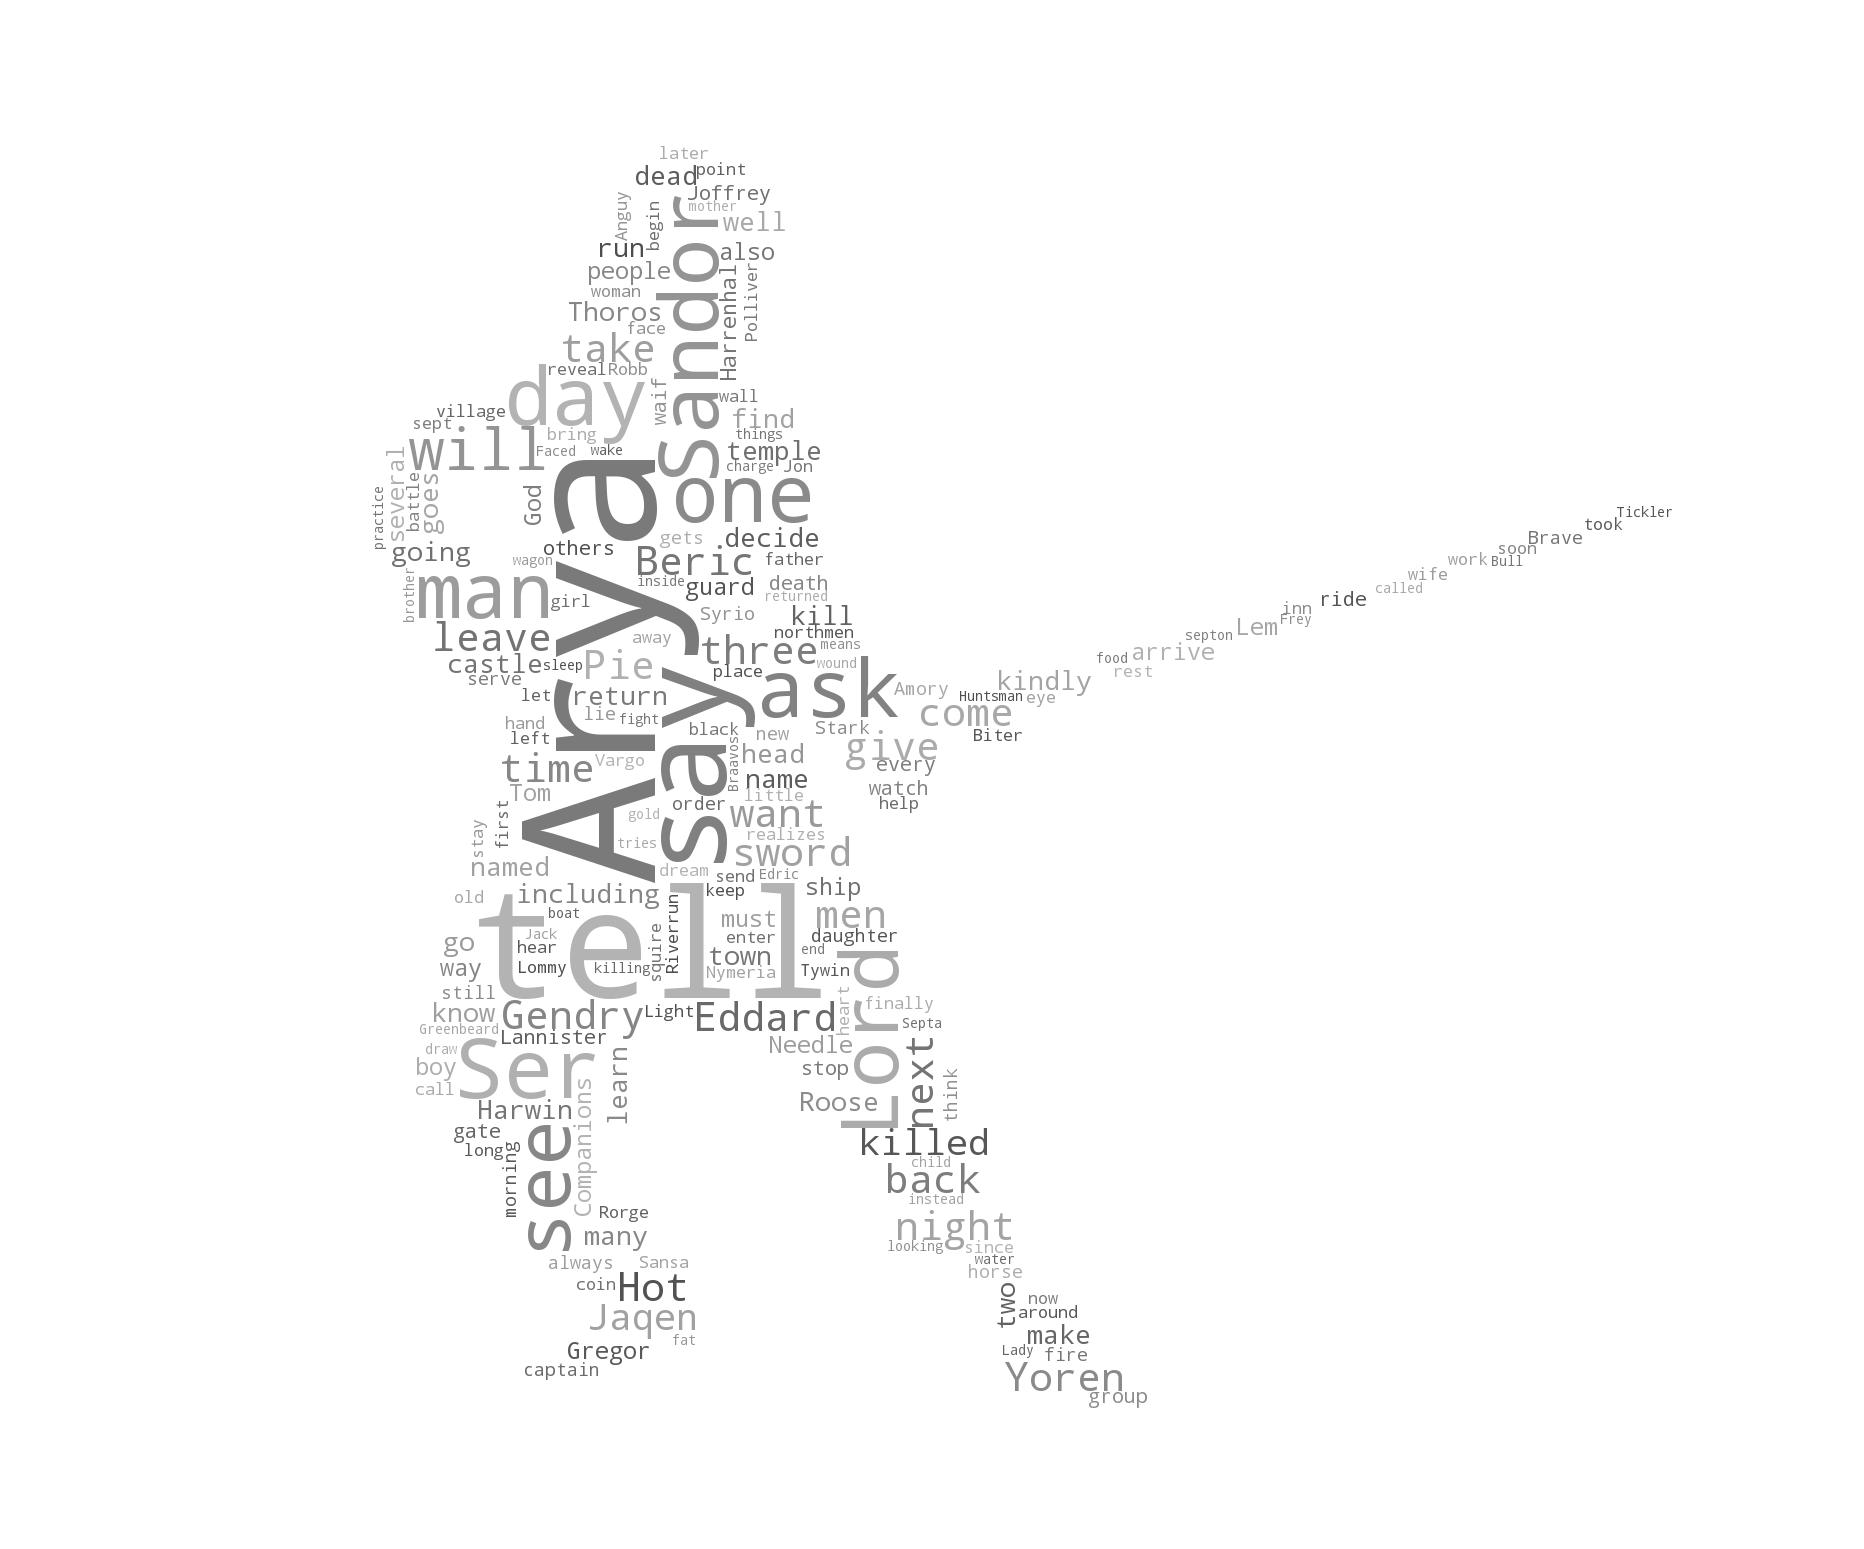 later
dead
point
Joffrey
mother
Anguy
begin
well
run
also
people
Sandor
Harrenhal
Polliver
woman
Thoros
face
take
reveal
Robb
day
waif
wall
village
sept
find
bring
things
will
Faced
wake
temple
charge
Jon
several
battle
goes
practice
God
one
others
gets
decide
going
wagon
Beric
father
inside
guard
death
returned
brother
man
girl
Syrio
kill
northmen
leave
away
three
means
castle
sleep
Pie
place
wound
serve
return
ask
let
lie
fight
hand
left
black
new
Stark
Arya
say
time
Vargo
Braavos
head
Tom
name
gold
order
little
first
stay
want
tries
realizes
named
sword
dream
send
Edric
old
including
keep
ship
boat
tell
must
men
Jack
go
hear
squire
Riverrun
enter
daughter
way
Lommy
killing
town
end
Nymeria
Tywin
still
know
Gendry
Light
Eddard
heart
finally
Greenbeard
Lannister
Septa
draw
Needle
boy
Ser
stop
Lord
call
learn
Roose
next
think
Harwin
Companions
gate
long
morning
see
killed
child
back
instead
Rorge
many
night
looking
since
water
always
Sansa
horse
coin
Hot
two
now
around
Jaqen
fat
make
Gregor
Lady
fire
captain
Yoren
group
Tickler
took
Brave
soon
work
Bull
wife
called
ride
inn
Frey
Lem
septon
arrive
food
rest
kindly
Amory
Huntsman
eye
come
Biter
give
every
watch
help